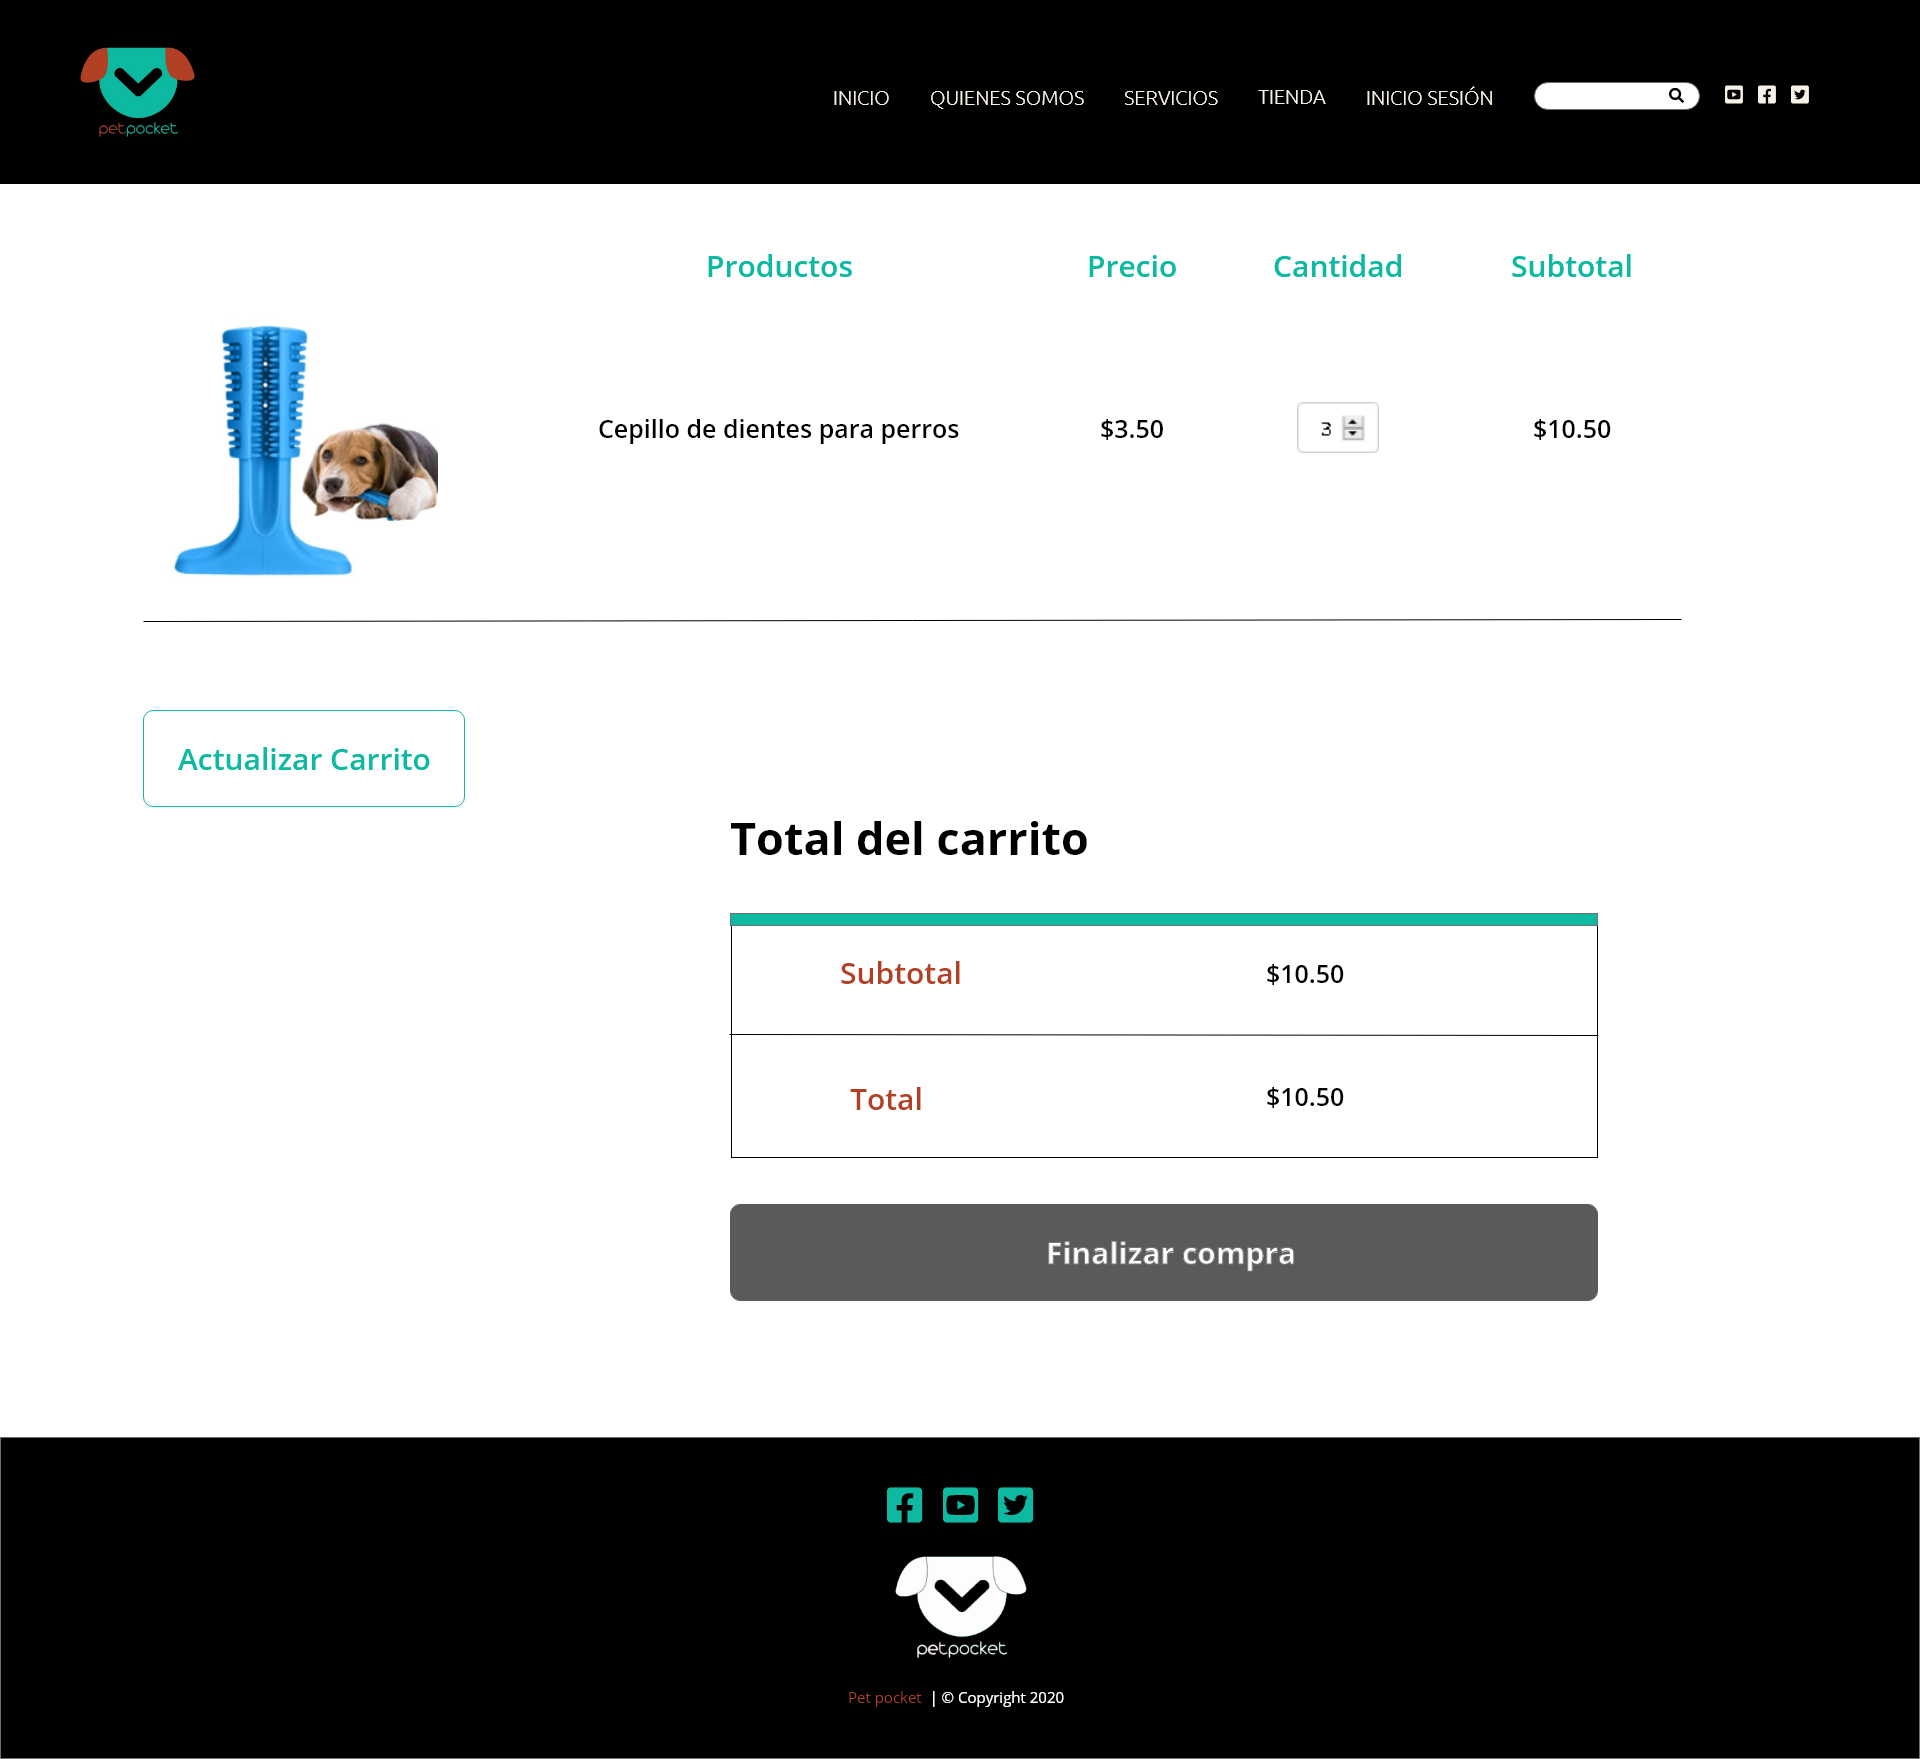 petpocket
INICIO QUIENES SOMOS SERVICIOS TIENDA INICIO SESIÓN
Productos Precio Cantidad Subtotal
Cepillo de dientes para perros $3.50 3 $10.50
Actualizar Carrito
Total del carrito
Subtotal $10.50
Total $10.50
Finalizar compra
petpocket
Pet pocket | © Copyright 2020